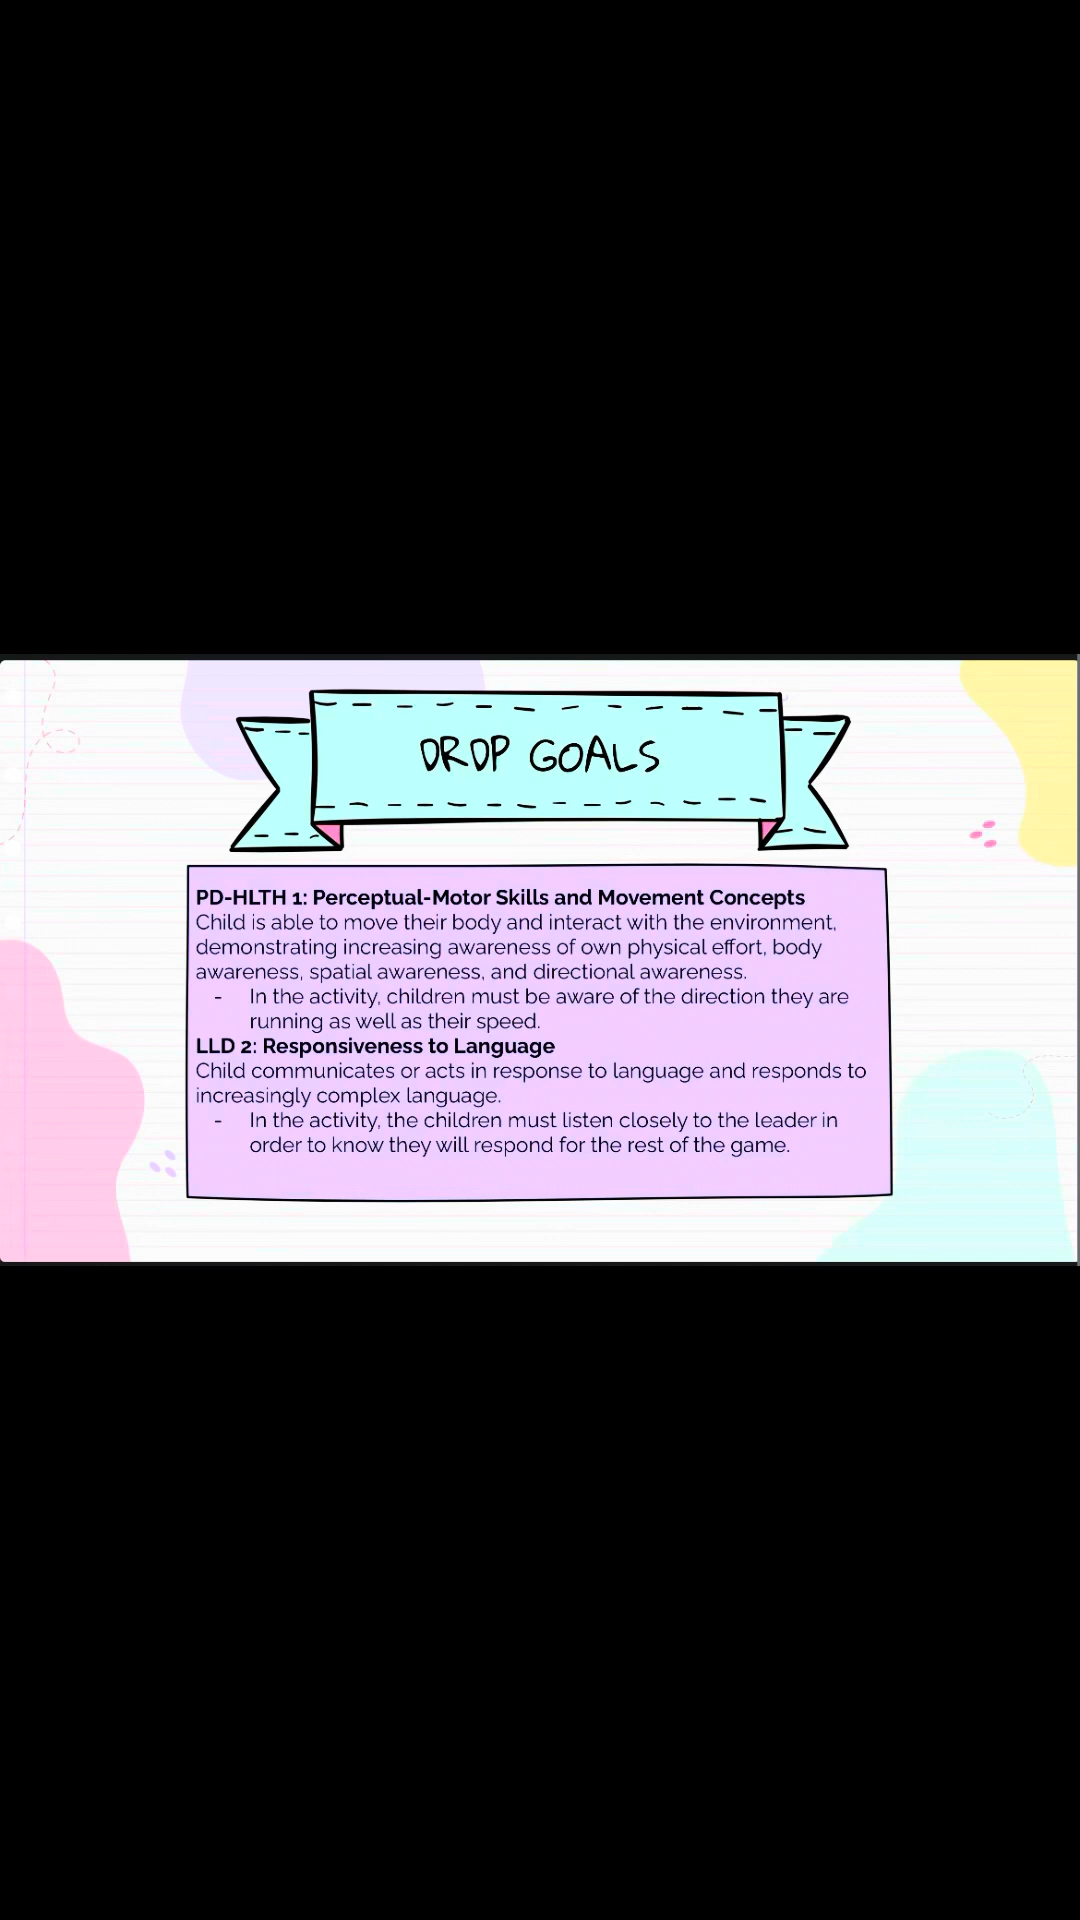 DROP GOALS
PD-HLTH 1: Perceptual-Motor Skills and Movement Concepts
Child is able to move their body and interact with the environment,
demonstrating increasing awareness of own physical effort, body
awareness, spatial awareness, and directional awareness.
- In the activity, children must be aware of the direction they are
running as well as their speed.
LLD 2: Responsiveness to Language
Child communicates or acts in response to language and responds to
increasingly complex language.
- In the activity, the children must listen closely to the leader in
order to know they will respond for the rest of the game.